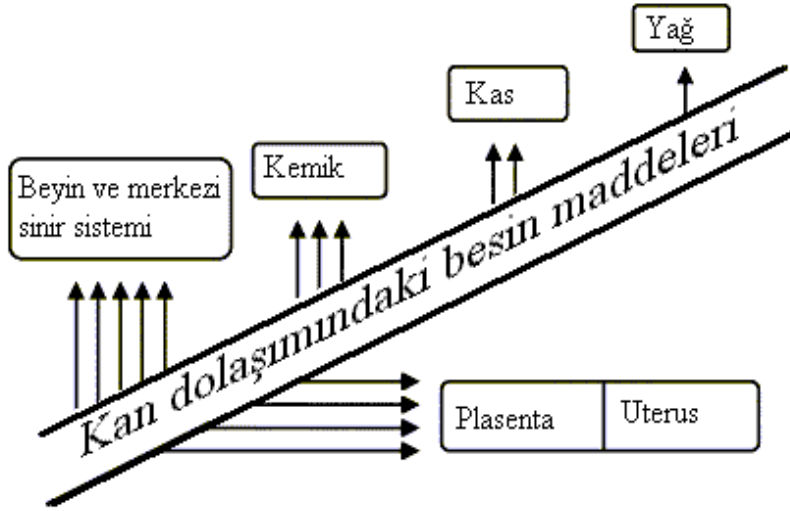 Yağ
Kas
Kemik
Beyin ve merkezi
sinir sistemi
Kan dolaşımındaki besin maddeleri
Plasenta
Uterus